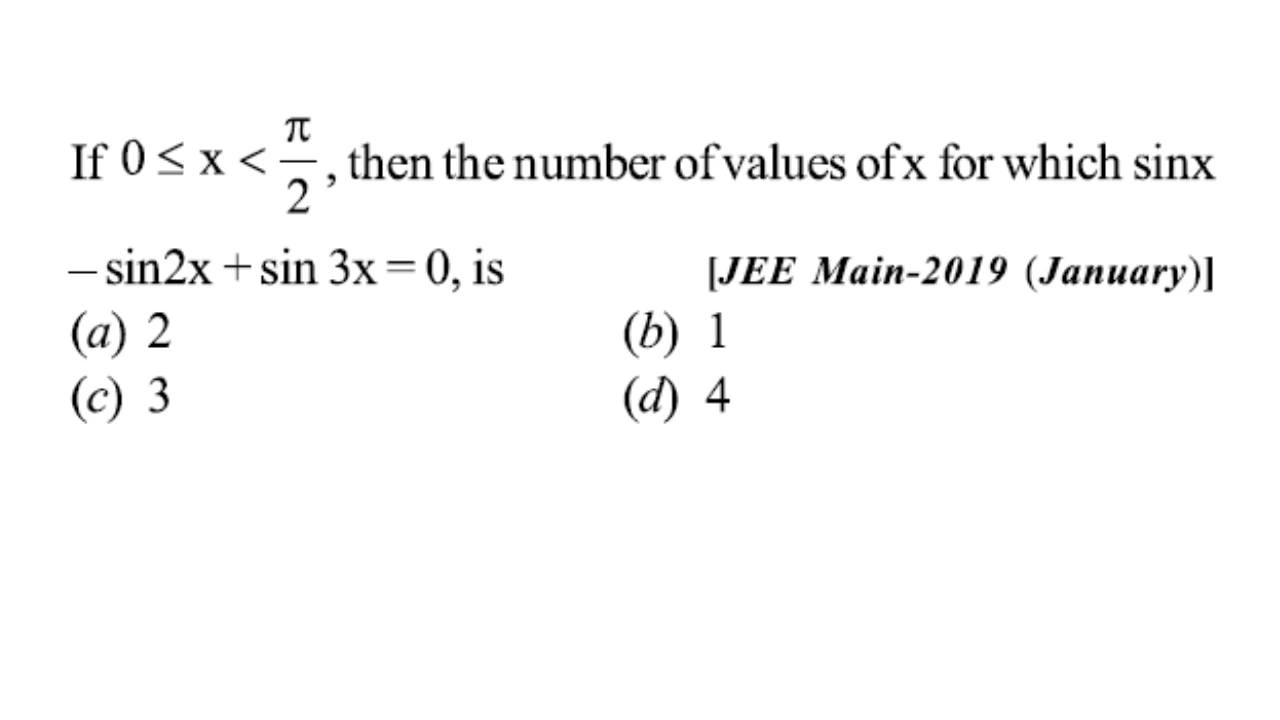 If 0 ≤ x < π/2, then the number of values of x for which sinx
– sin2x + sin 3x = 0, is [JEE Main-2019 (January)]
(a) 2 (b) 1
(c) 3 (d) 4